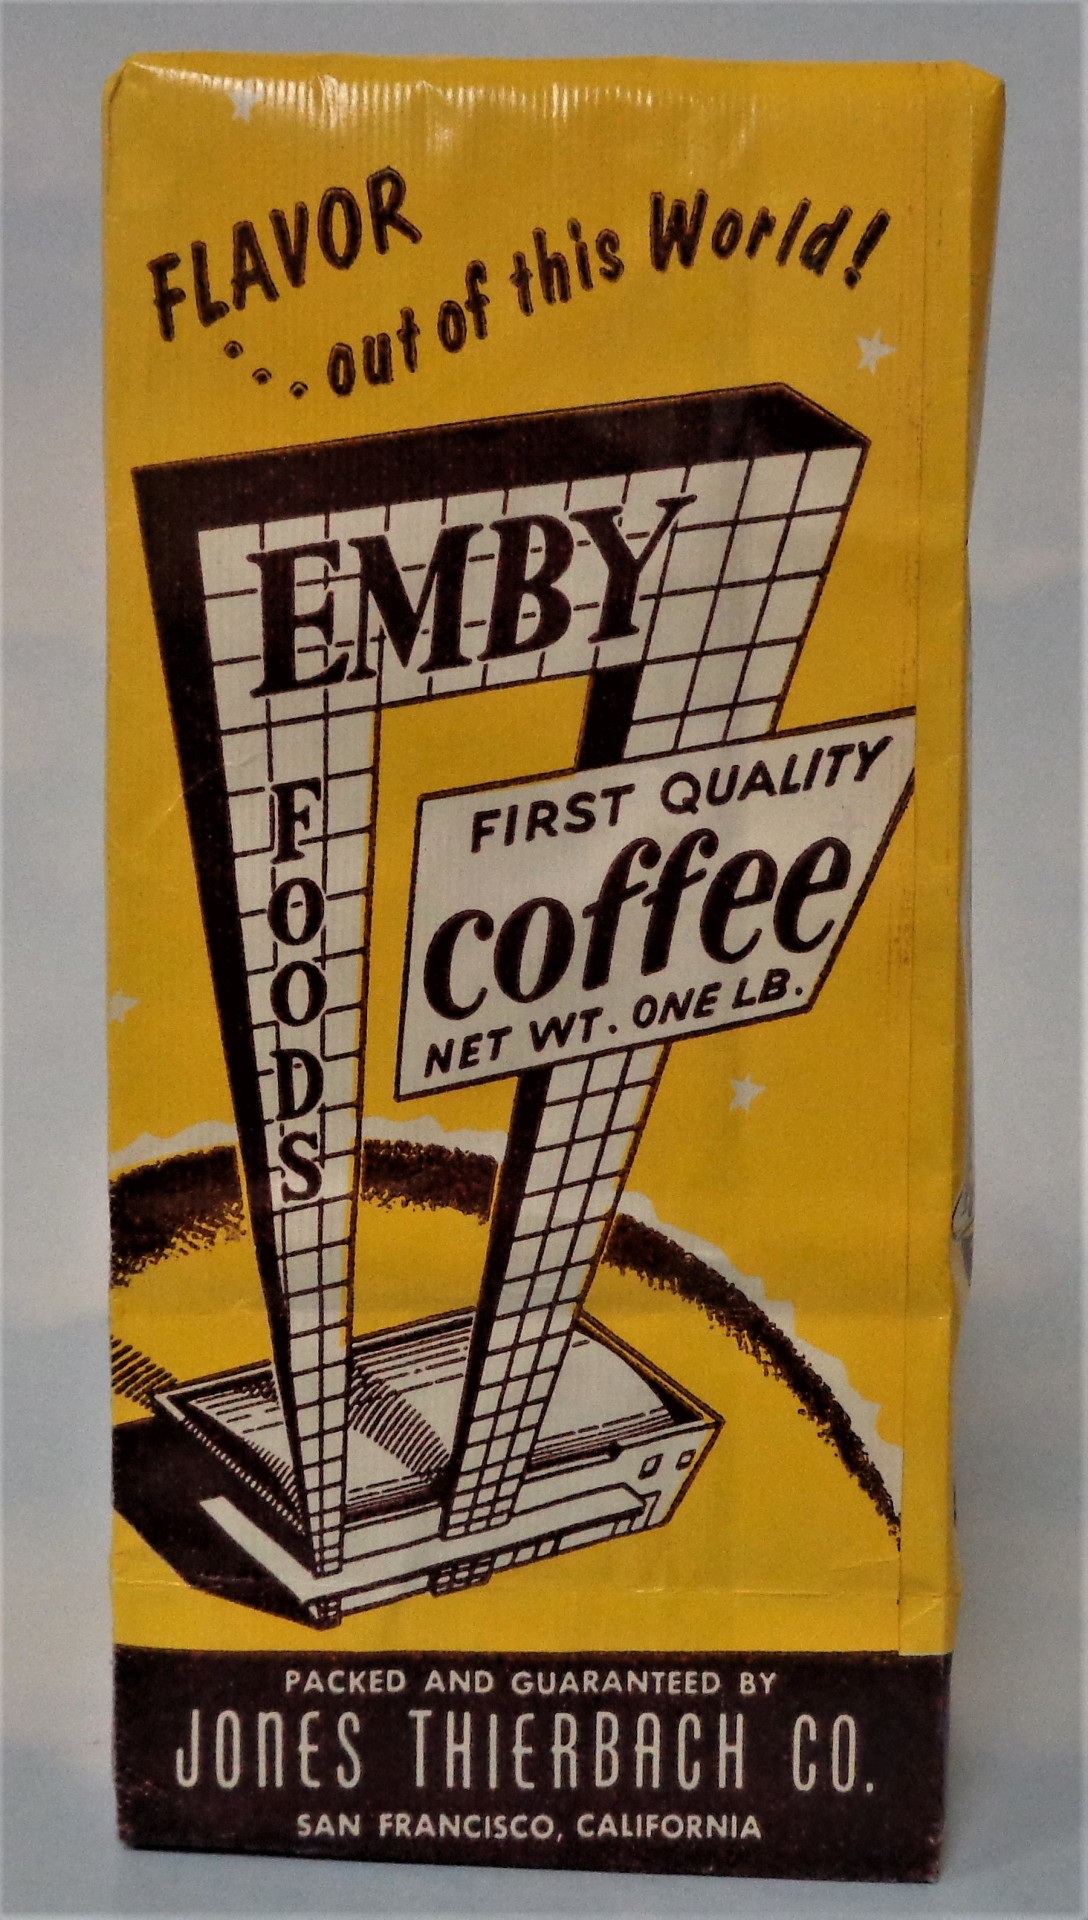 FLAVOR
...out of this World!
EMBY
FOODS
FIRST QUALITY
coffee
NET WT. ONE LB.
PACKED AND GUARANTEED BY
JONES THIERBACH CO.
SAN FRANCISCO, CALIFORNIA